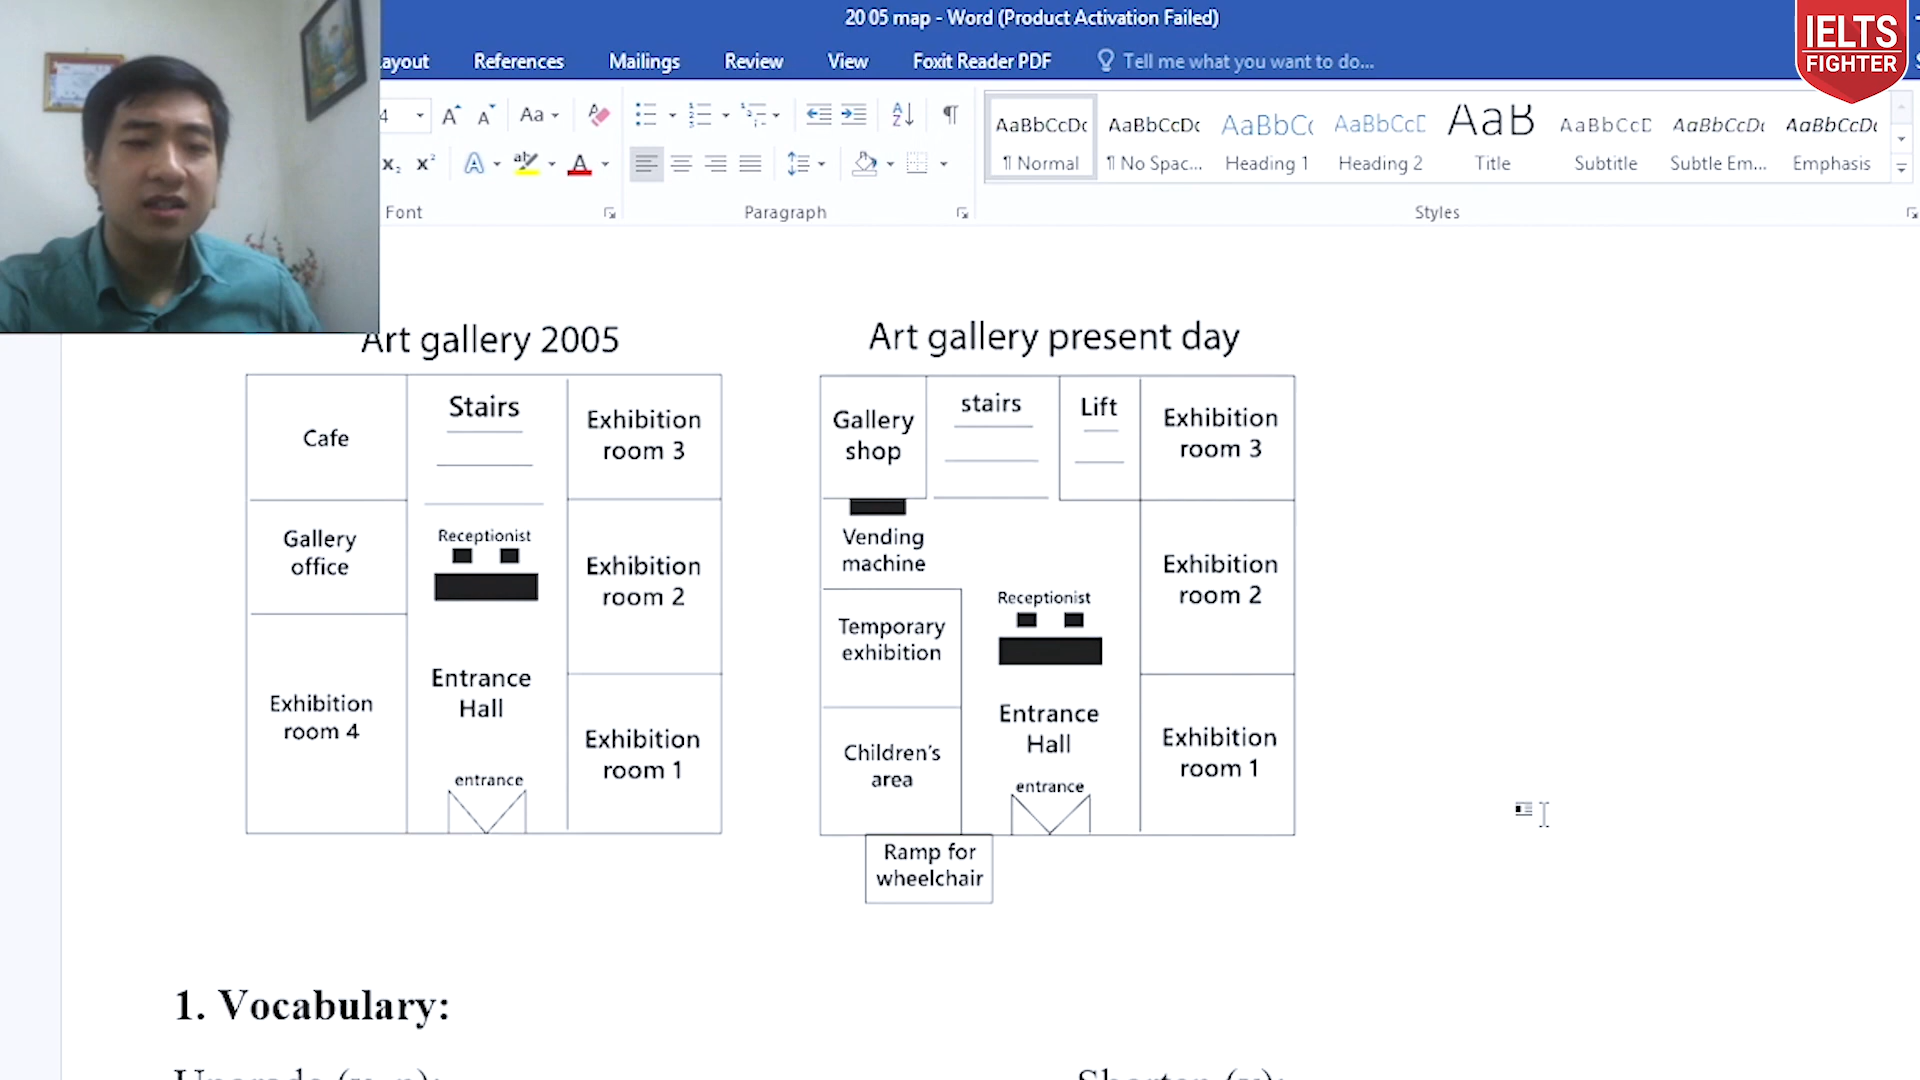 20 05 map - Word (Product Activation Failed)
IELTS
FIGHTER
References
Mailings
Review
View
Foxit Reader PDF
Tell me what you want to do...
Aa
AaBbCcDc
¶ Normal
AaBbCcDc
¶ No Spac...
AaBbCc
Heading 1
AaBbCcC
Heading 2
AaB
Title
AaBbCcD
Subtitle
AaBbCcDc
Subtle Em...
AaBbCcDc
Emphasis
Font
Paragraph
Styles
Art gallery 2005
Cafe
Stairs
Exhibition
room 3
Gallery
office
Receptionist
Exhibition
room 2
Exhibition
room 4
Entrance
Hall
Exhibition
room 1
entrance
Art gallery present day
Gallery
shop
stairs
Lift
Exhibition
room 3
Vending
machine
Exhibition
room 2
Receptionist
Temporary
exhibition
Entrance
Hall
Children's
area
Exhibition
room 1
entrance
Ramp for
wheelchair
1. Vocabulary: